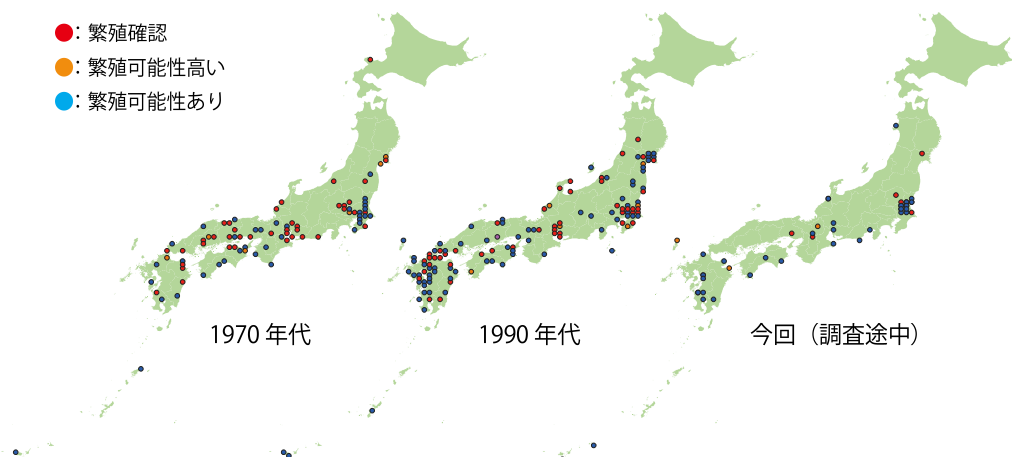 ：繁殖確認
：繁殖可能性高い
：繁殖可能性あり
1970 年代
1990 年代
今回（調査途中）